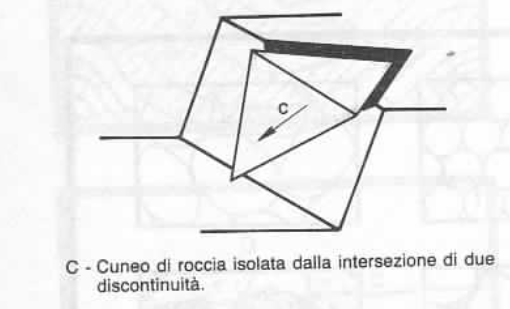 C
C - Cuneo di roccia isolata dalla intersezione di due
discontinuità.